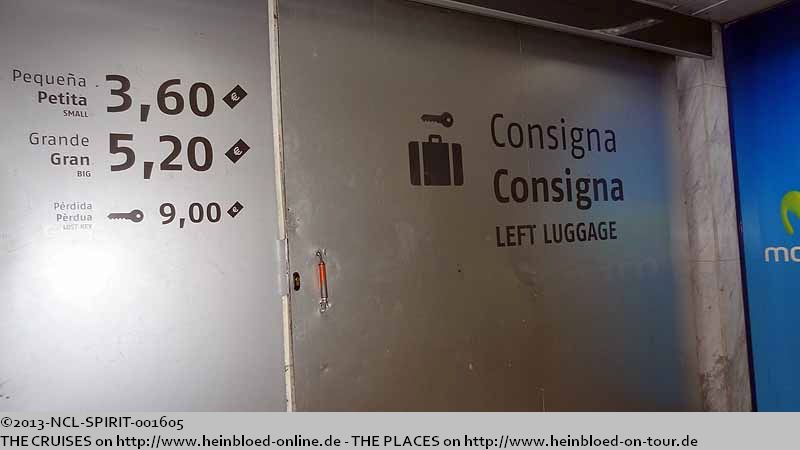 Pequeña
Petita
SMALL
3,60 €
Grande
Gran
BIG
5,20 €
Pérdida
Pèrdua
LOST KEY
9,00 €
Consigna
Consigna
LEFT LUGGAGE
mo
©2013-NCL-SPIRIT-001605
THE CRUISES on http://www.heinbloed-online.de - THE PLACES on http://www.heinbloed-on-tour.de